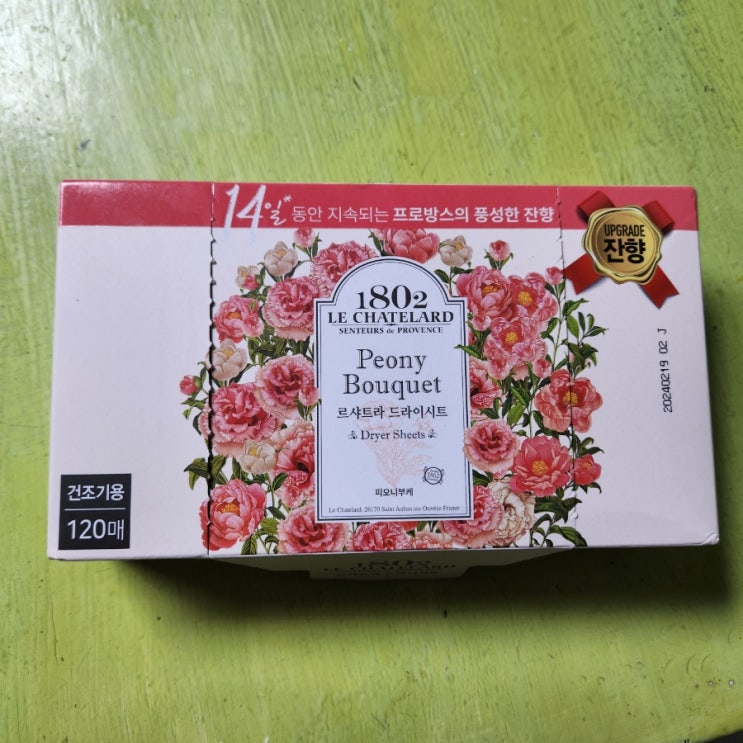 14일* 동안 지속되는 프로방스의 풍성한 잔향
UPGRADE
잔향
1802
LE CHATELARD
SENTEURS de PROVENCE
Peony
Bouquet
르샤트라 드라이시트
Dryer Sheets
피오니부케
Le Chatelard, 26170 Saint Auban sur Ouvèze France
건조기용
120매
20240219 02 J
1802
LE CHATELARD